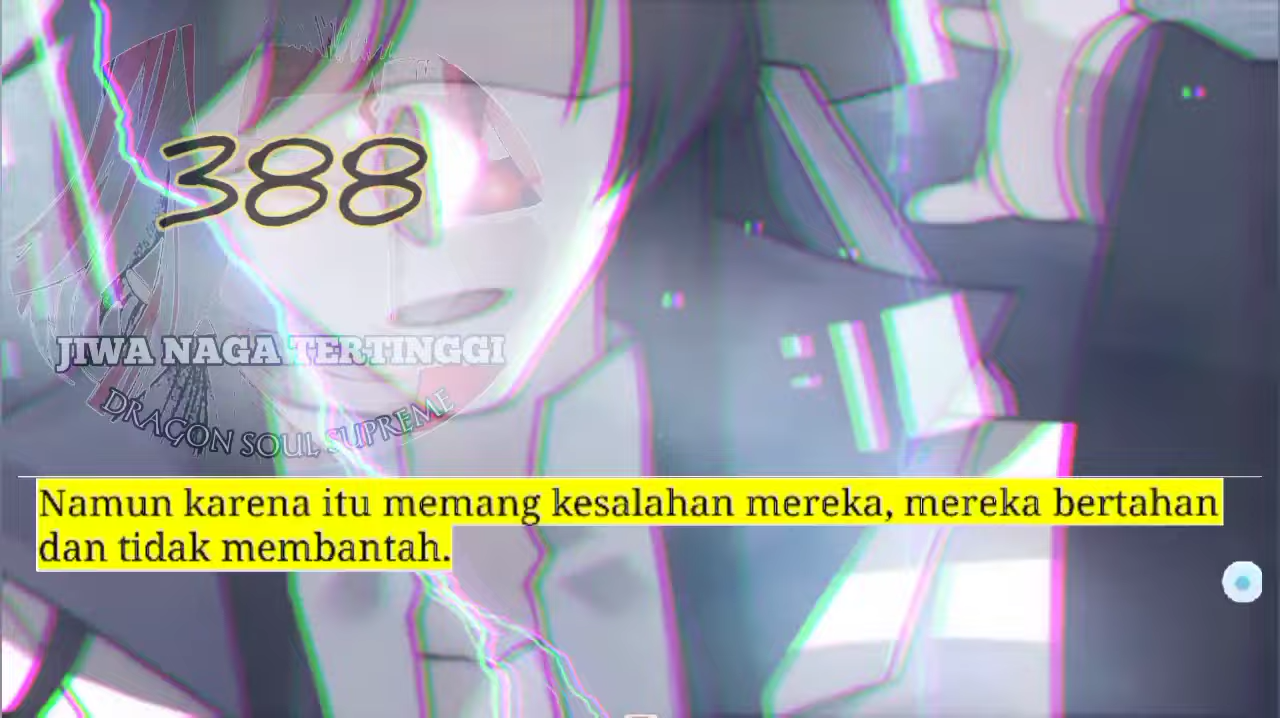 388
JIWA NAGA TERTINGGI
DRAGON SOUL SUPREME
Namun karena itu memang kesalahan mereka, mereka bertahan
dan tidak membantah.